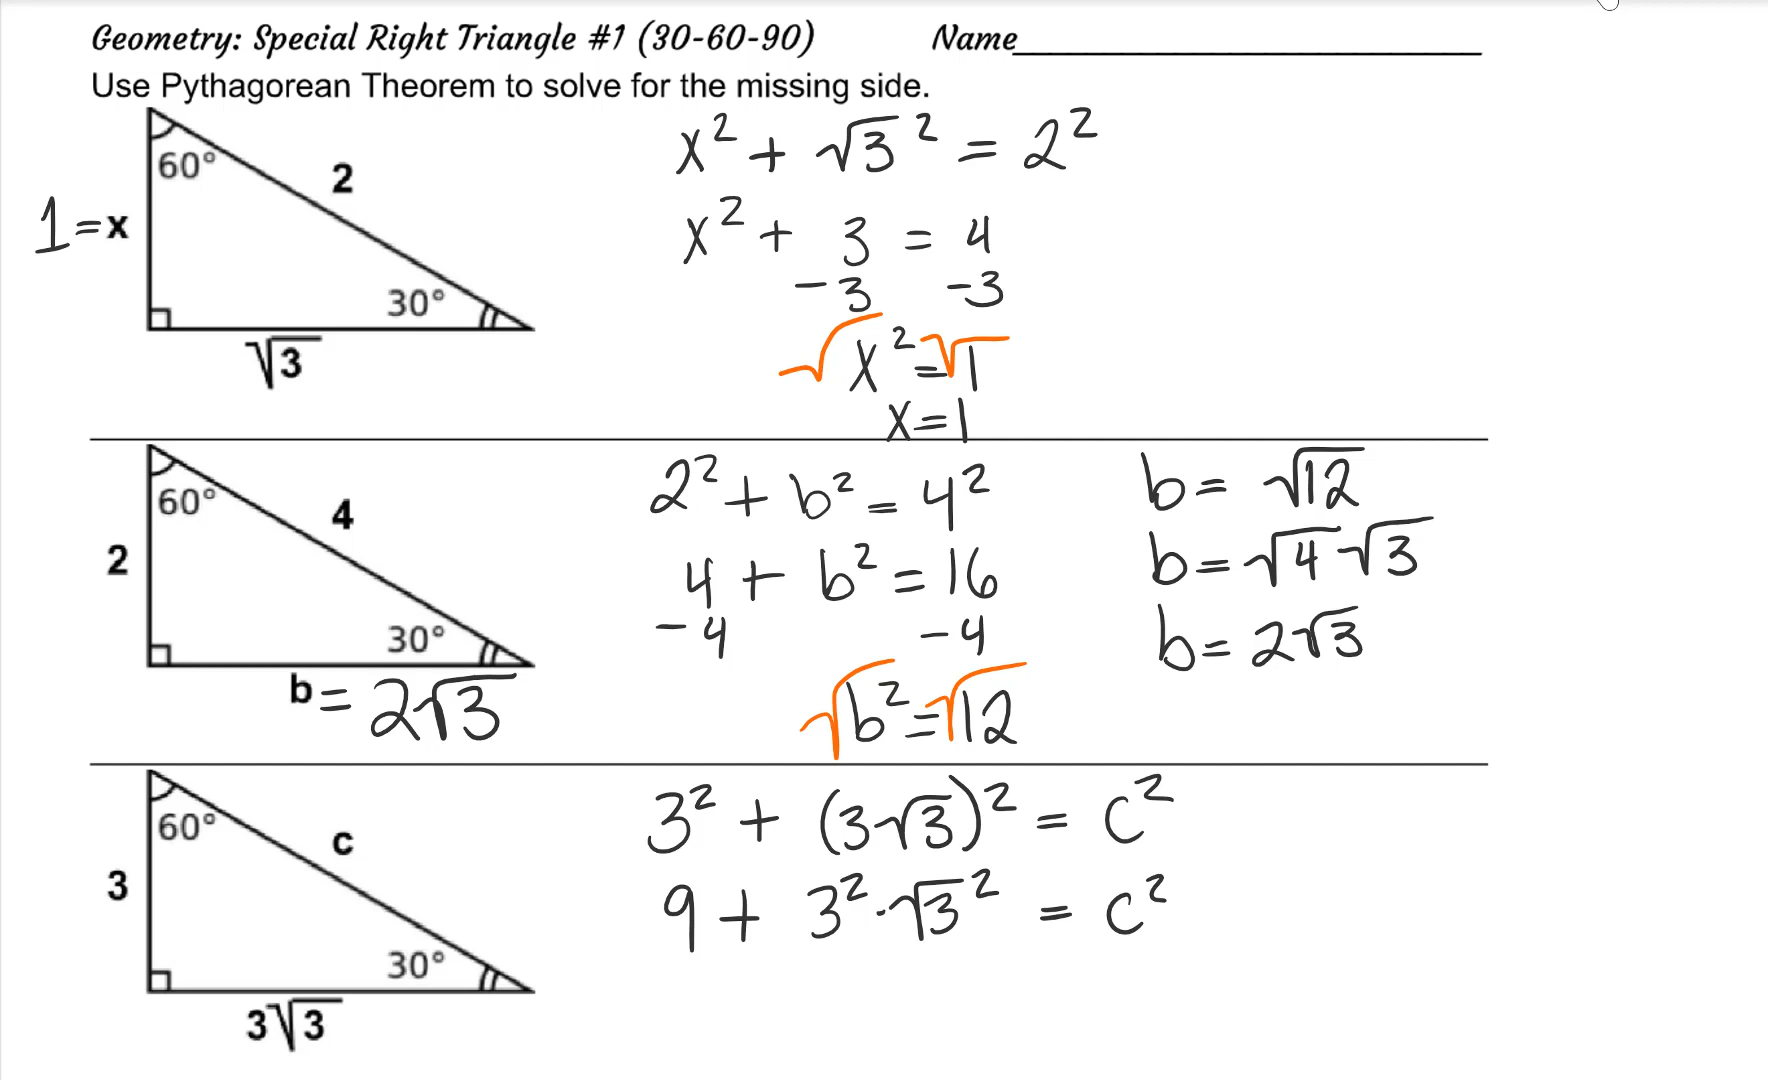 Geometry: Special Right Triangle #1 (30-60-90) Name
Use Pythagorean Theorem to solve for the missing side.
60°
2
1=x
30°
√3
x² + √3² = 2²
x² + 3 = 4
-3 -3
√x² = √1
x=1
60°
4
2
30°
b = 2√3
2² + b² = 4²
4 + b² = 16
-4 -4
√b² = √12
b = √12
b = √4 √3
b = 2√3
60°
c
3
30°
3√3
3² + (3√3)² = c²
9 + 3²·√3² = c²